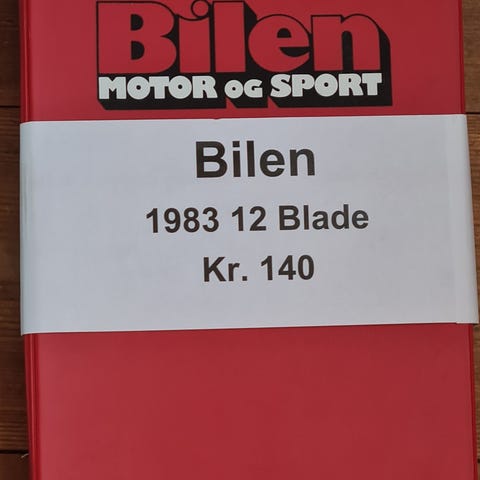 Bilen
MOTOR OG SPORT
Bilen
1983 12 Blade
Kr. 140